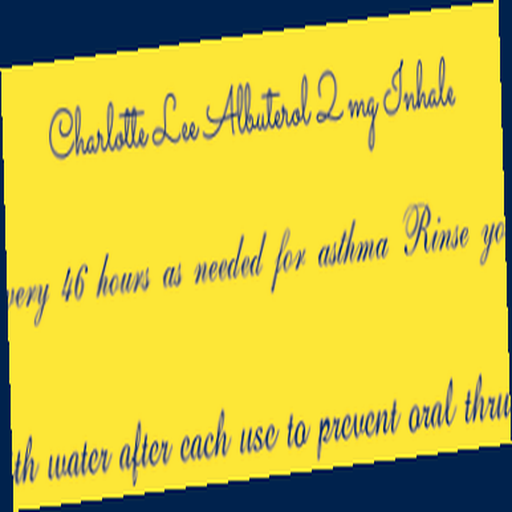 Charlotte Lee Albuterol 2 mg Inhale
very 46 hours as needed for asthma Rinse yo
th water after each use to prevent oral thru